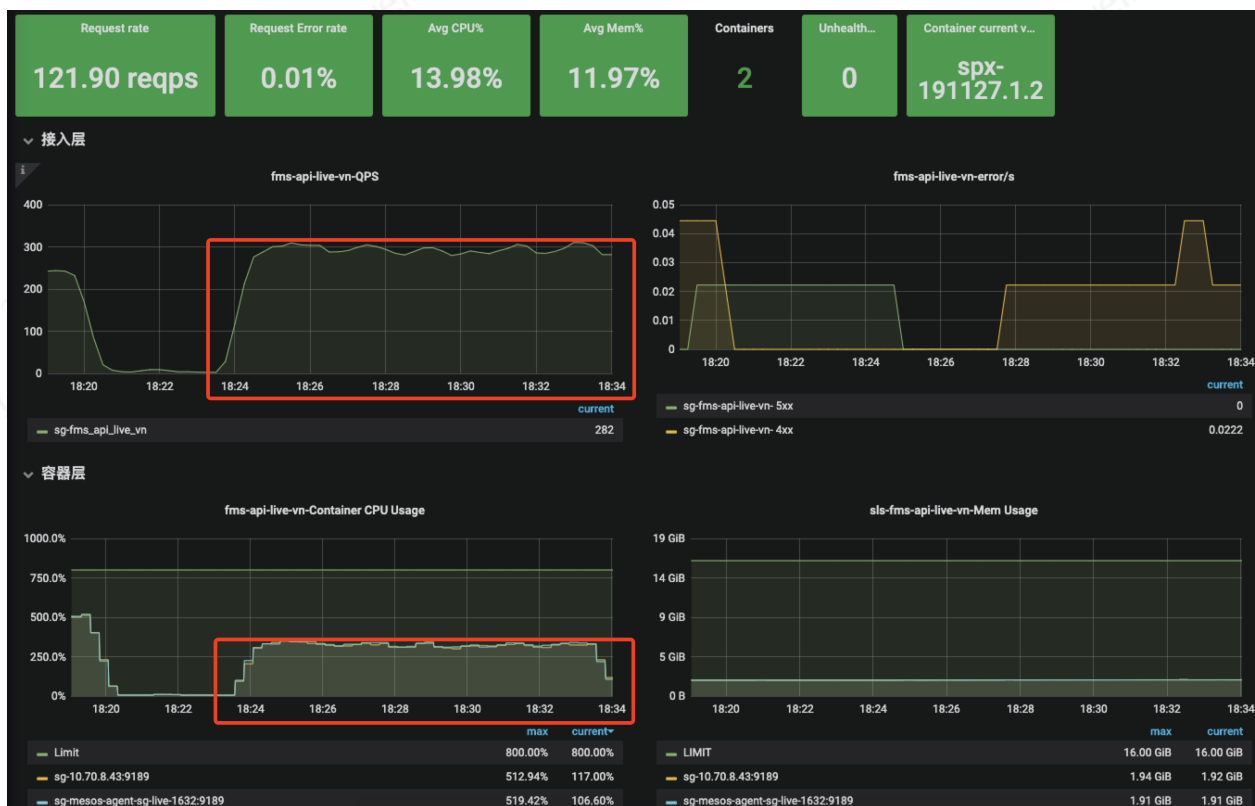 Request rate Request Error rate Avg CPU% Avg Mem% Containers Unhealth... Container current v...
121.90 reqps 0.01% 13.98% 11.97% 2 0 spx-
191127.1.2
接入层
i
fms-api-live-vn-QPS
400
300
200
100
0
18:20 18:22 18:24 18:26 18:28 18:30 18:32 18:34
current
sg-fms_api_live_vn 282
fms-api-live-vn-error/s
0.05
0.04
0.03
0.02
0.01
0
18:20 18:22 18:24 18:26 18:28 18:30 18:32 18:34
current
sg-fms-api-live-vn- 5xx 0
sg-fms-api-live-vn- 4xx 0.0222
容器层
fms-api-live-vn-Container CPU Usage
1000.0%
750.0%
500.0%
250.0%
0%
18:20 18:22 18:24 18:26 18:28 18:30 18:32 18:34
max current
Limit 800.00% 800.00%
sg-10.70.8.43:9189 512.94% 117.00%
sg-mesos-agent-sg-live-1632:9189 519.42% 106.60%
sls-fms-api-live-vn-Mem Usage
19 GiB
14 GiB
9 GiB
5 GiB
0 B
18:20 18:22 18:24 18:26 18:28 18:30 18:32 18:34
max current
LIMIT 16.00 GiB 16.00 GiB
sg-10.70.8.43:9189 1.94 GiB 1.92 GiB
sg-mesos-agent-sg-live-1632:9189 1.91 GiB 1.91 GiB